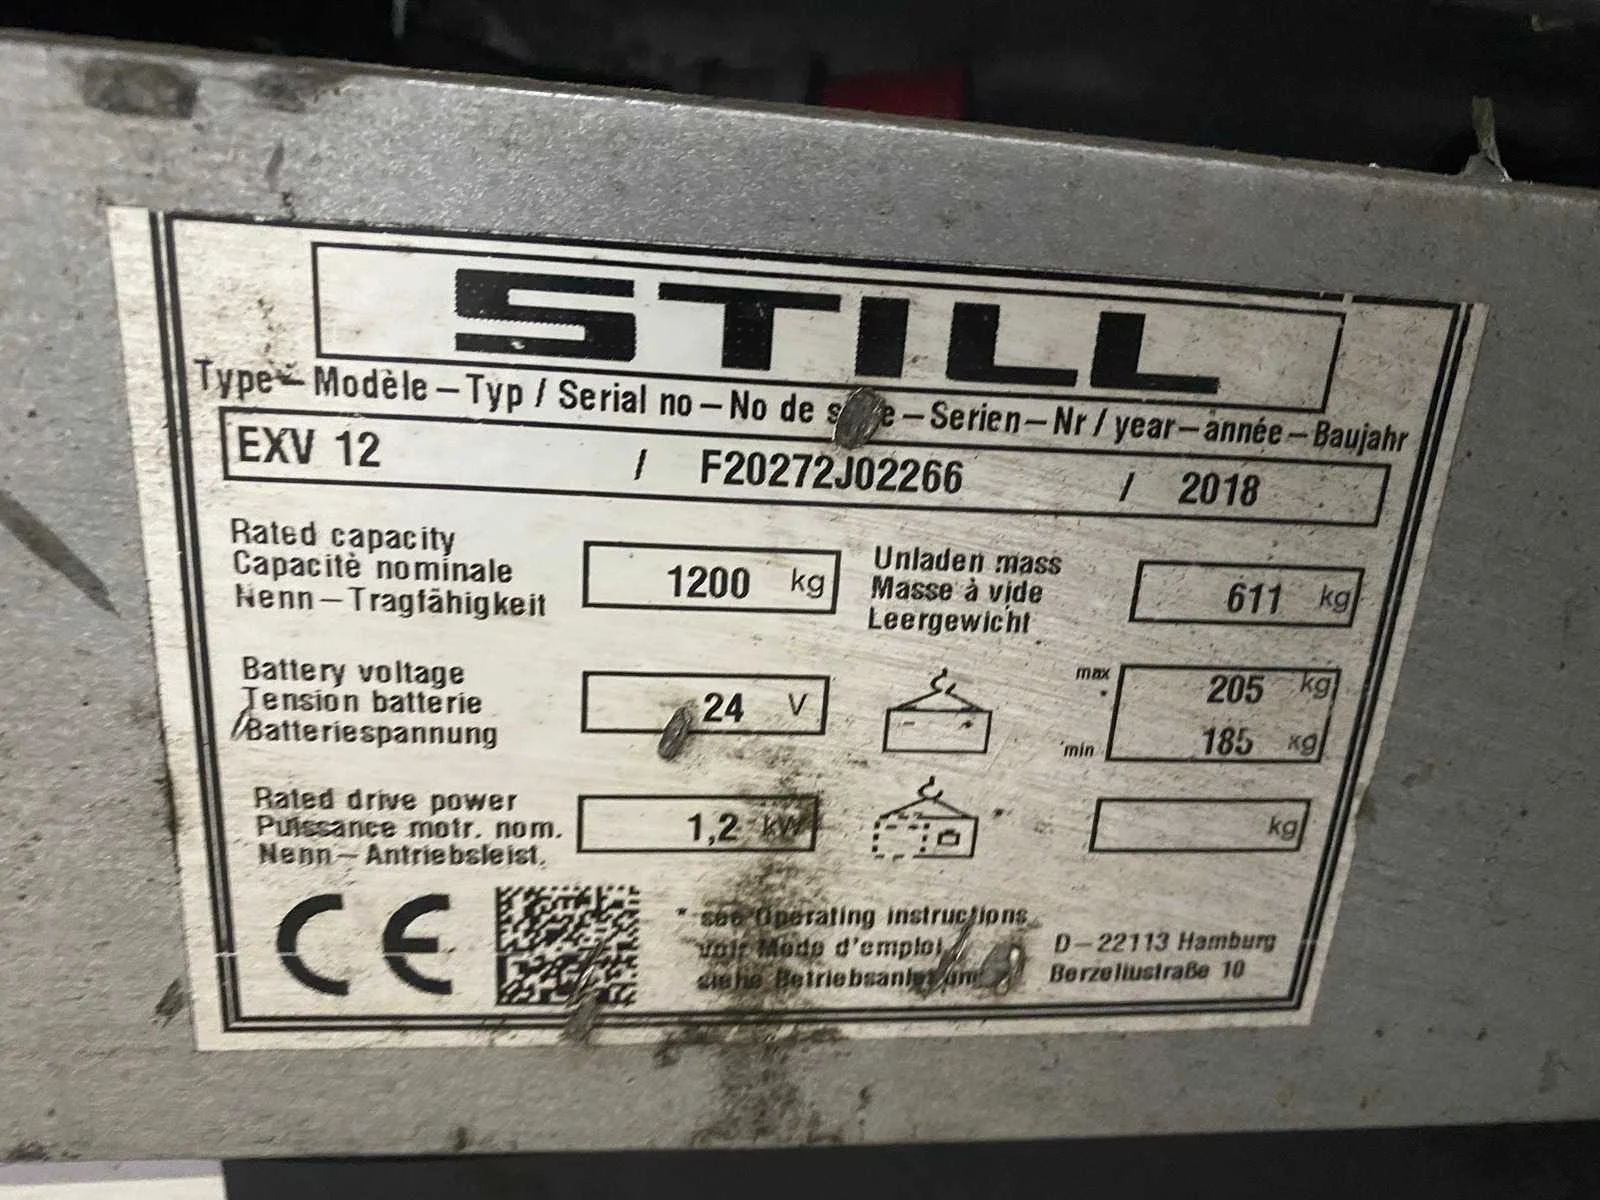 STILL
Type – Modèle – Typ / Serial no – No de s e – Serien – Nr / year – année – Baujahr
EXV 12 / F20272J02266 / 2018
Rated capacity
Capacitè nominale
Nenn – Tragfähigkeit
1200 kg
Unladen mass
Masse à vide
Leergewicht
611 kg
Battery voltage
Tension batterie
Batteriespannung
24 V
max
*
205 kg
min
185 kg
Rated drive power
Puissance motr. nom.
Nenn – Antriebsleist.
1,2 kW
*
kg
CE
* see Operating instructions
voir Mode d'emploi
siehe
D – 22113 Hamburg
Berzeliustraße 10